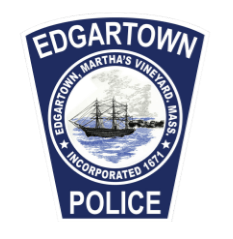 EDGARTOWN
EDGARTOWN, MARTHA'S VINEYARD, MASS.
INCORPORATED 1671
POLICE